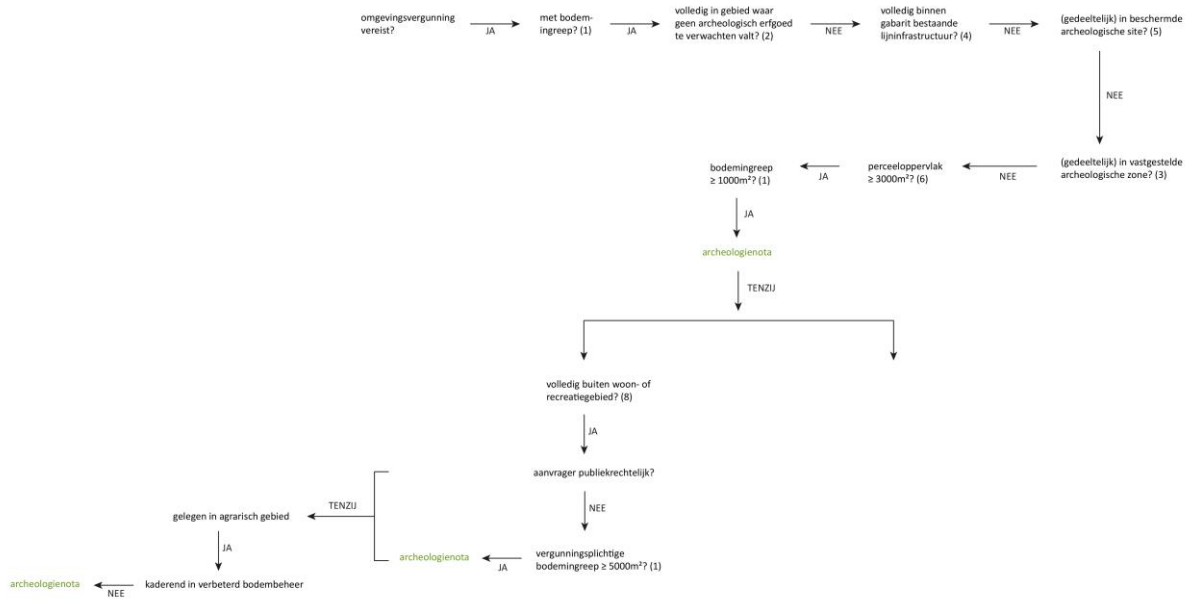 omgevingsvergunning
vereist?
JA
met bodem-
ingreep? (1)
JA
volledig in gebied waar
geen archeologisch erfgoed
te verwachten valt? (2)
NEE
volledig binnen
gabarit bestaande
lijninfrastructuur? (4)
NEE
(gedeeltelijk) in beschermde
archeologische site? (5)
NEE
(gedeeltelijk) in vastgestelde
archeologische zone? (3)
NEE
perceeloppervlak
≥ 3000m²? (6)
JA
bodemingreep
≥ 1000m²? (1)
JA
archeologienota
TENZIJ
volledig buiten woon- of
recreatiegebied? (8)
JA
aanvrager publiekrechtelijk?
NEE
vergunningsplichtige
bodemingreep ≥ 5000m²? (1)
JA
archeologienota
TENZIJ
gelegen in agrarisch gebied
JA
kaderend in verbeterd bodembeheer
NEE
archeologienota